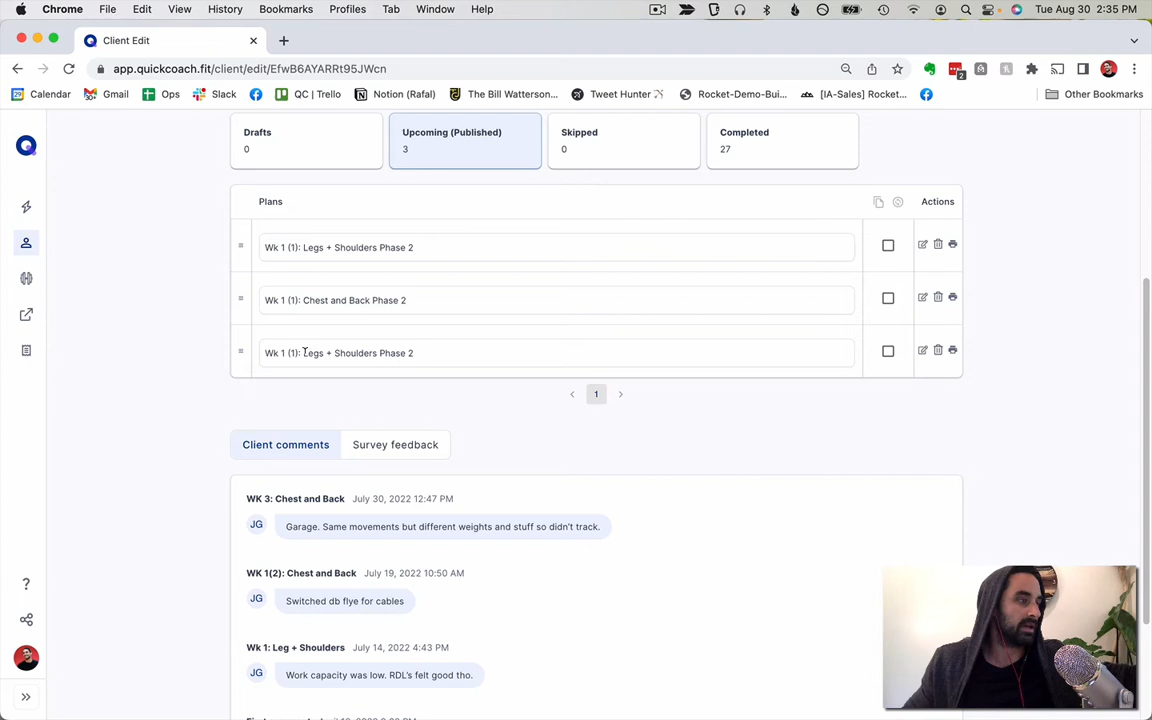 Chrome File Edit View History Bookmarks Profiles Tab Window Help Tue Aug 30 2:35 PM
Client Edit
app.quickcoach.fit/client/edit/EfwB6AYARRt95JWcn
2
31 Calendar Gmail Ops Slack QC | Trello Notion (Rafal) The Bill Watterson... Tweet Hunter Rocket-Demo-Bui... [IA-Sales] Rocket... Other Bookmarks
Drafts Upcoming (Published) Skipped Completed
0 3 0 27
Plans Actions
Wk 1 (1): Legs + Shoulders Phase 2
Wk 1 (1): Chest and Back Phase 2
Wk 1 (1): Legs + Shoulders Phase 2
1
Client comments Survey feedback
WK 3: Chest and Back July 30, 2022 12:47 PM
JG Garage. Same movements but different weights and stuff so didn't track.
WK 1(2): Chest and Back July 19, 2022 10:50 AM
JG Switched db flye for cables
Wk 1: Leg + Shoulders July 14, 2022 4:43 PM
JG Work capacity was low. RDL's felt good tho.